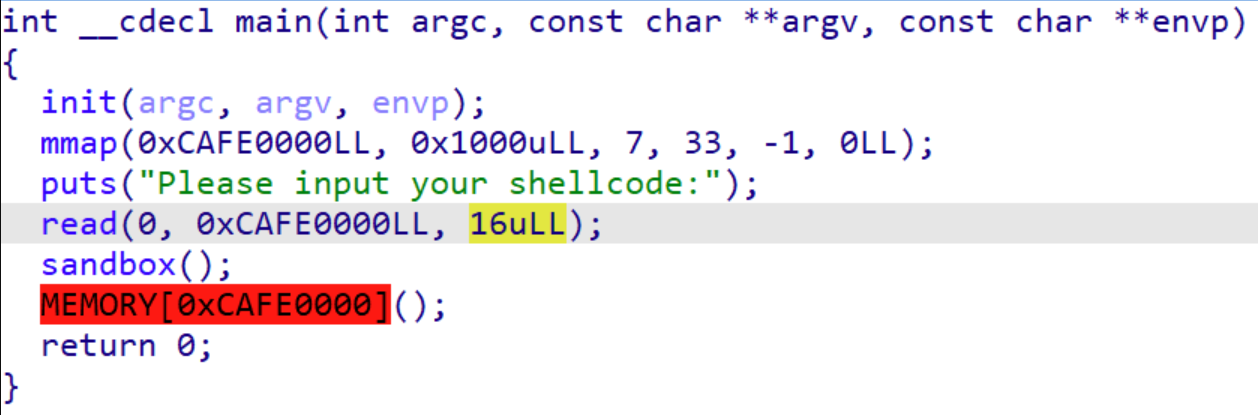 int __cdecl main(int argc, const char **argv, const char **envp)
{
  init(argc, argv, envp);
  mmap(0xCAFE0000LL, 0x1000uLL, 7, 33, -1, 0LL);
  puts("Please input your shellcode:");
  read(0, 0xCAFE0000LL, 16uLL);
  sandbox();
  MEMORY[0xCAFE0000]();
  return 0;
}